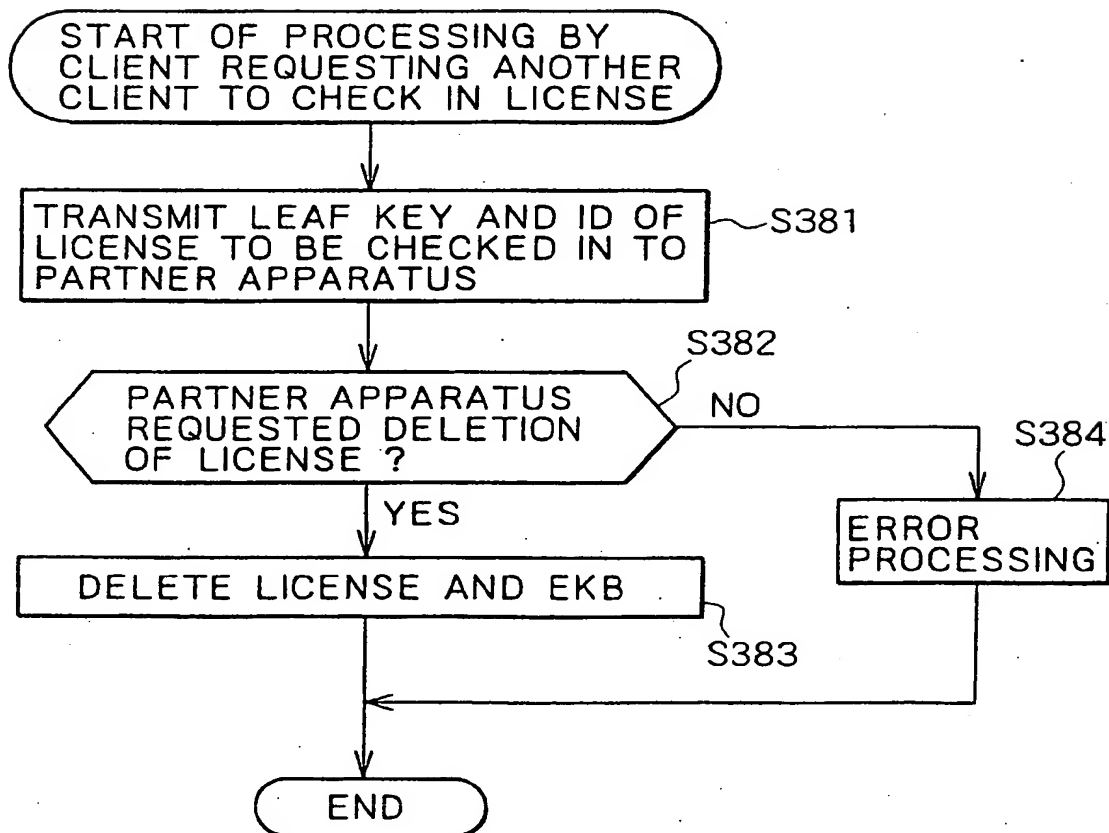 START OF PROCESSING BY
CLIENT REQUESTING ANOTHER
CLIENT TO CHECK IN LICENSE
TRANSMIT LEAF KEY AND ID OF
LICENSE TO BE CHECKED IN TO
PARTNER APPARATUS
S381
S382
PARTNER APPARATUS
REQUESTED DELETION
OF LICENSE ?
NO
S384
YES
ERROR
PROCESSING
DELETE LICENSE AND EKB
S383
END